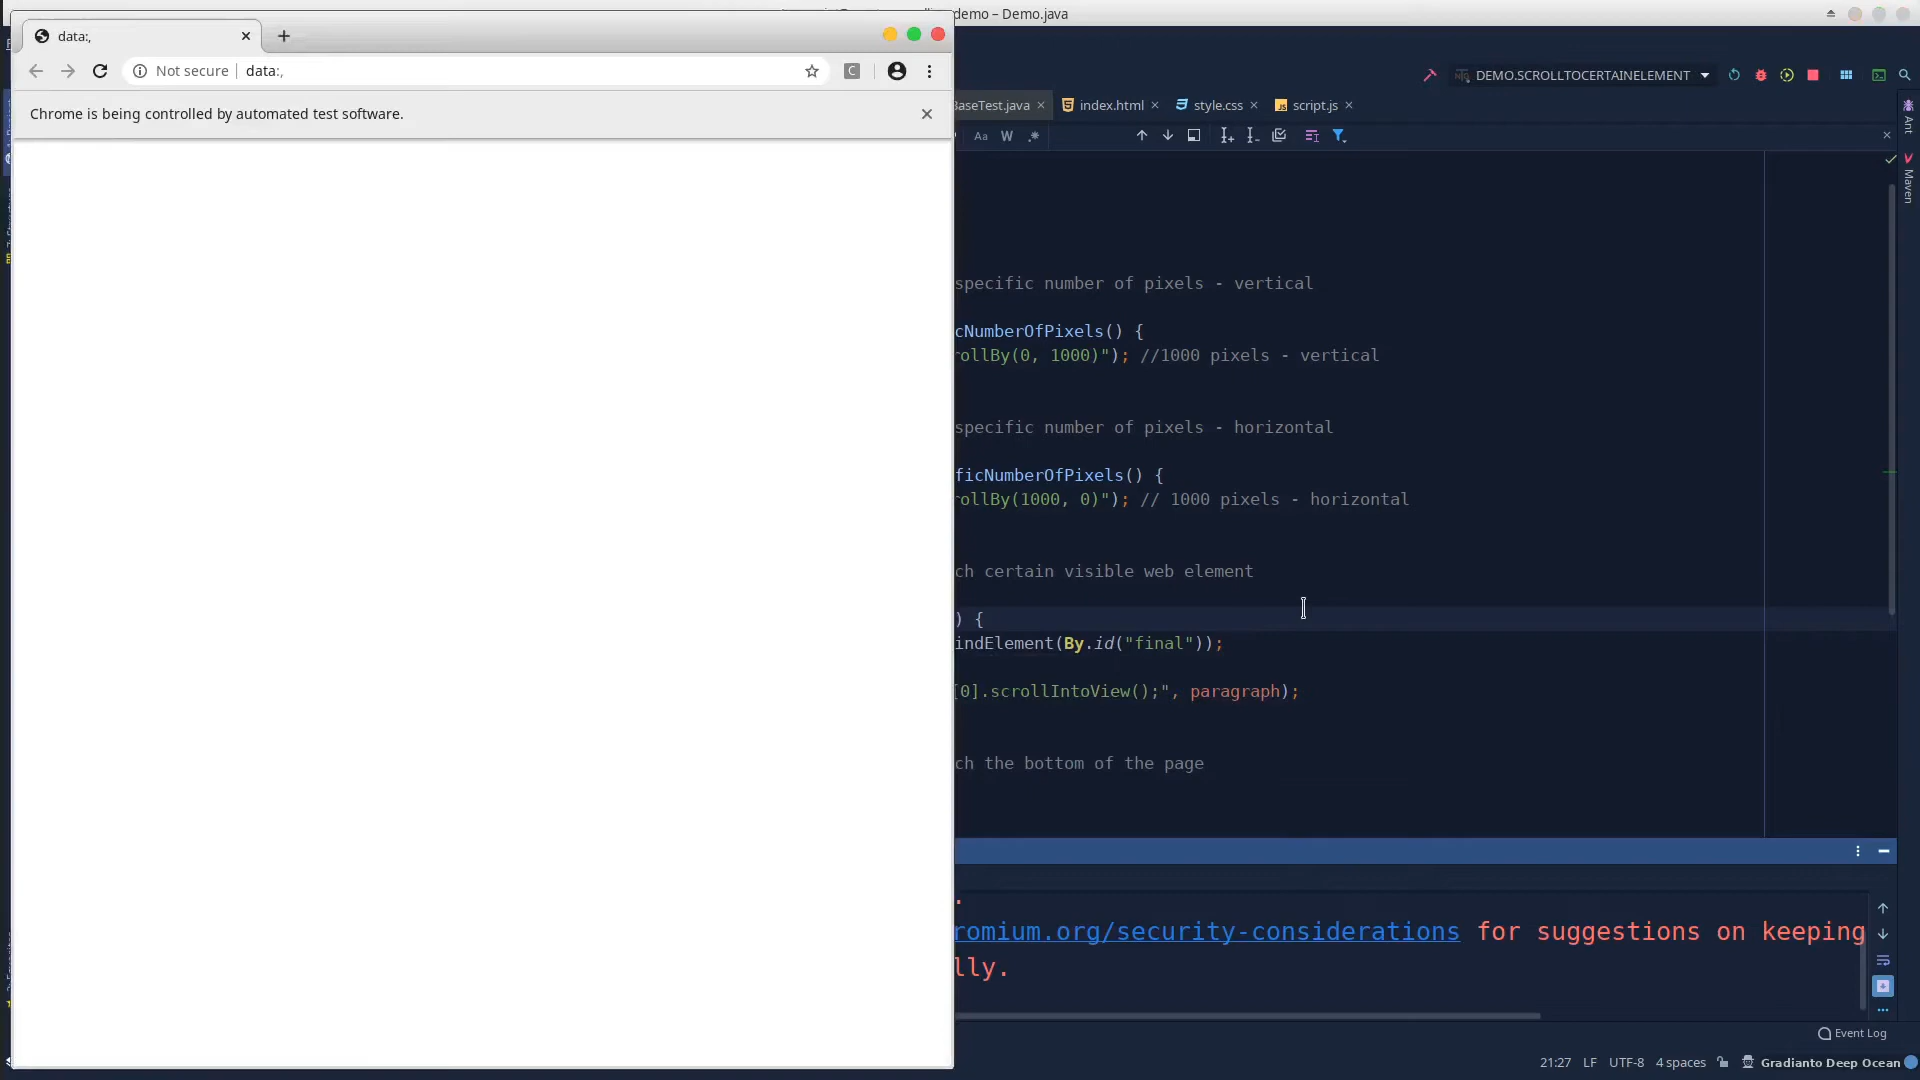 demo – Demo.java
data:,
Not secure
data:,
C
Chrome is being controlled by automated test software.
DEMO.SCROLLTOCERTAINELEMENT
BaseTest.java
index.html
style.css
script.js
Aa
W
Ant
Maven
specific number of pixels - vertical
cNumberOfPixels() {
rollBy(0, 1000)"); //1000 pixels - vertical
specific number of pixels - horizontal
ficNumberOfPixels() {
rollBy(1000, 0)"); // 1000 pixels - horizontal
ch certain visible web element
) {
indElement(By.id("final"));
[0].scrollIntoView();", paragraph);
ch the bottom of the page
.
romium.org/security-considerations for suggestions on keeping
lly.
Event Log
21:27 LF UTF-8 4 spaces Gradianto Deep Ocean